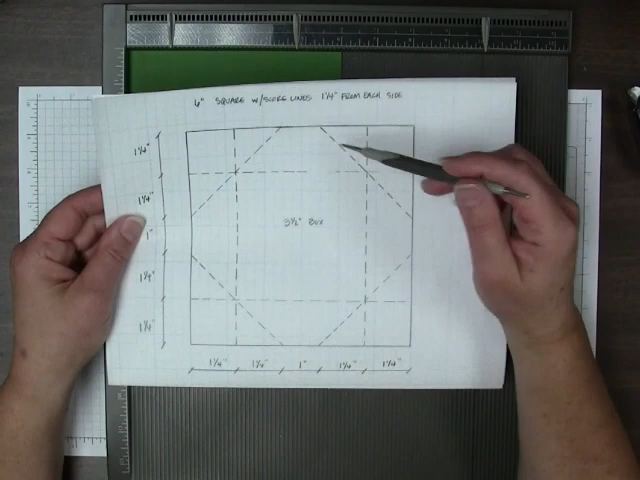 6" SQUARE W/SCORE LINES 1¼" FROM EACH SIDE
1¼"
1¼"
1"
1¼"
1¼"
3½" BOX
1¼" 1¼" 1" 1¼" 1¼"